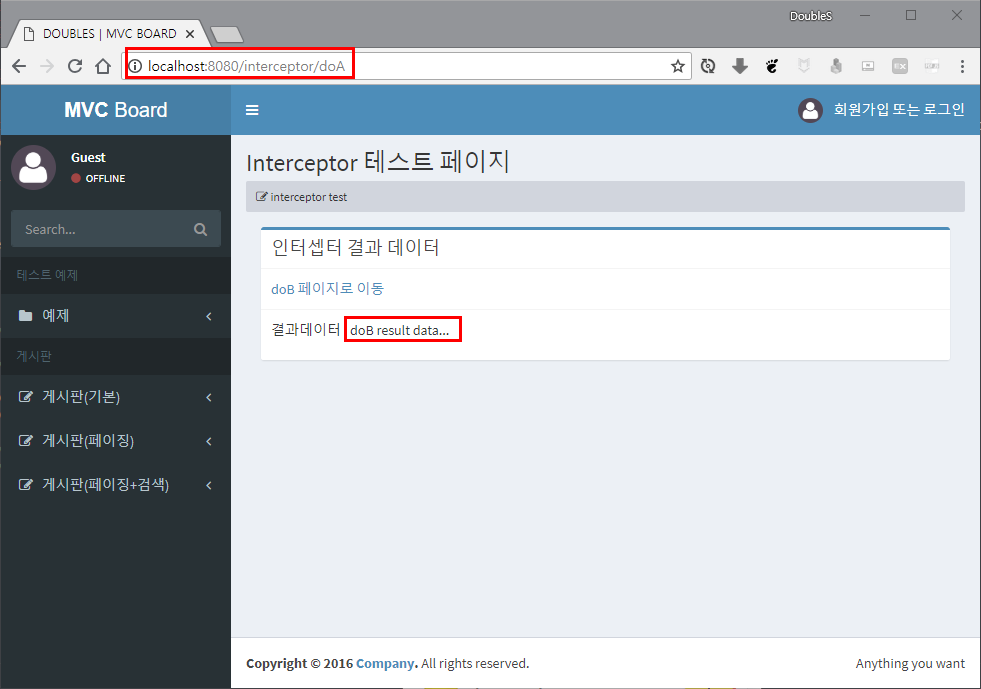 DoubleS
DOUBLES | MVC BOARD
localhost:8080/interceptor/doA
MVC Board
회원가입 또는 로그인
Guest
OFFLINE
Search...
테스트 예제
예제
게시판
게시판(기본)
게시판(페이징)
게시판(페이징+검색)
Interceptor 테스트 페이지
interceptor test
인터셉터 결과 데이터
doB 페이지로 이동
결과데이터 doB result data...
Copyright © 2016 Company. All rights reserved.
Anything you want